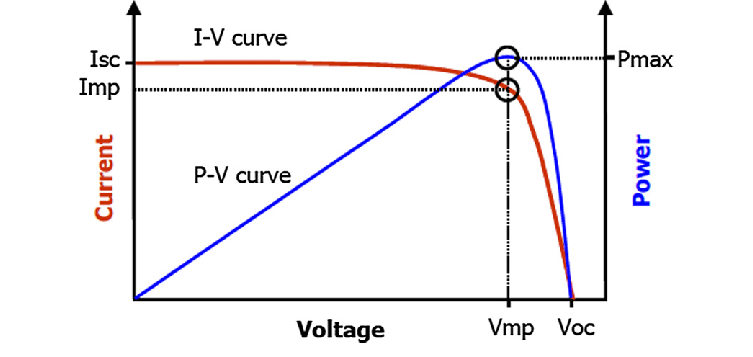 I-V curve
Isc
Pmax
Imp
Current
P-V curve
Power
Voltage
Vmp
Voc